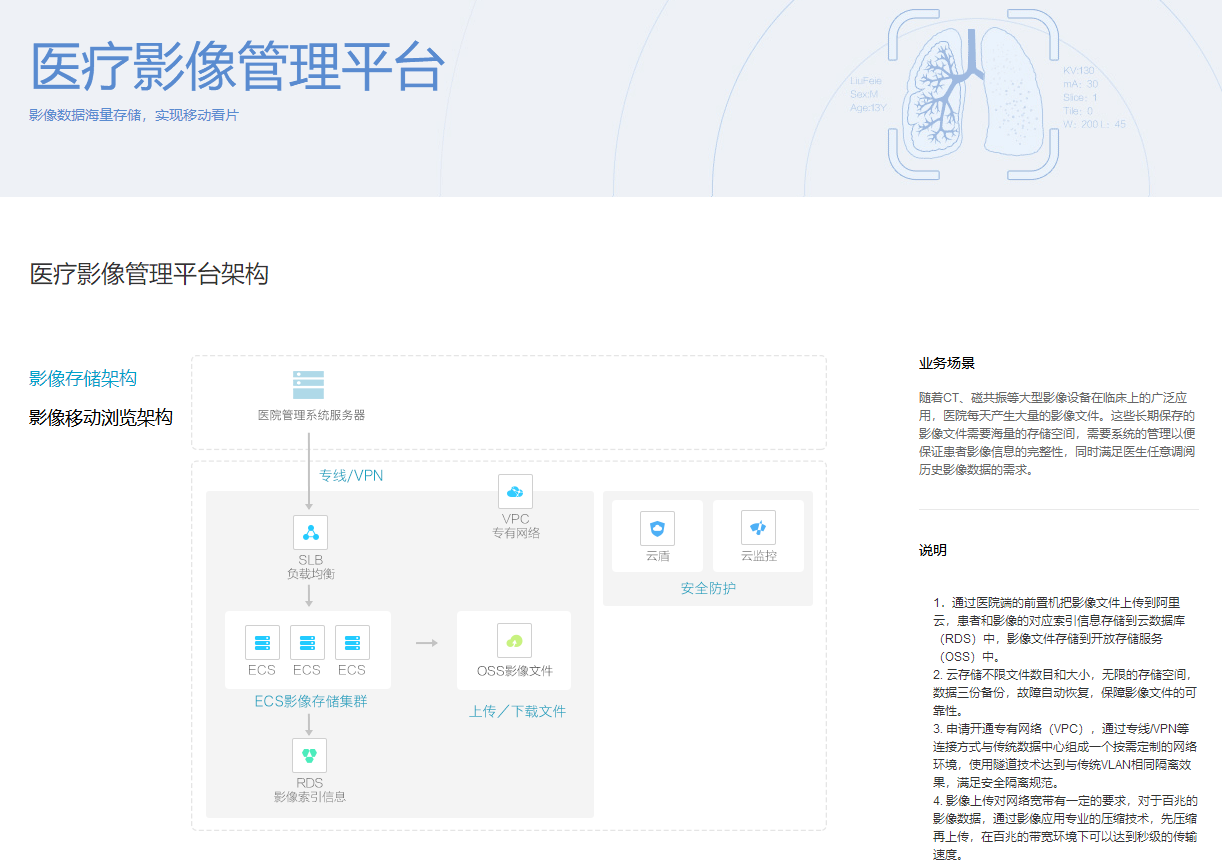 医疗影像管理平台
影像数据海量存储，实现移动看片
LiuFeie
Sex:M
Age:13Y
KV:130
mA： 30
Slice： 1
Tile： 0
W： 200 L： 45
医疗影像管理平台架构
影像存储架构
影像移动浏览架构
医院管理系统服务器
专线/VPN
VPC
专有网络
SLB
负载均衡
云盾
云监控
安全防护
ECS
ECS
ECS
ECS影像存储集群
OSS影像文件
上传／下载文件
RDS
影像索引信息
业务场景
随着CT、磁共振等大型影像设备在临床上的广泛应
用，医院每天产生大量的影像文件。这些长期保存的
影像文件需要海量的存储空间，需要系统的管理以便
保证患者影像信息的完整性，同时满足医生任意调阅
历史影像数据的需求。
说明
1．通过医院端的前置机把影像文件上传到阿里
云，患者和影像的对应索引信息存储到云数据库
（RDS）中，影像文件存储到开放存储服务
（OSS）中。
2. 云存储不限文件数目和大小，无限的存储空间，
数据三份备份，故障自动恢复，保障影像文件的可
靠性。
3. 申请开通专有网络（VPC），通过专线/VPN等
连接方式与传统数据中心组成一个按需定制的网络
环境，使用隧道技术达到与传统VLAN相同隔离效
果，满足安全隔离规范。
4. 影像上传对网络宽带有一定的要求，对于百兆的
影像数据，通过影像应用专业的压缩技术，先压缩
再上传，在百兆的带宽环境下可以达到秒级的传输
速度。